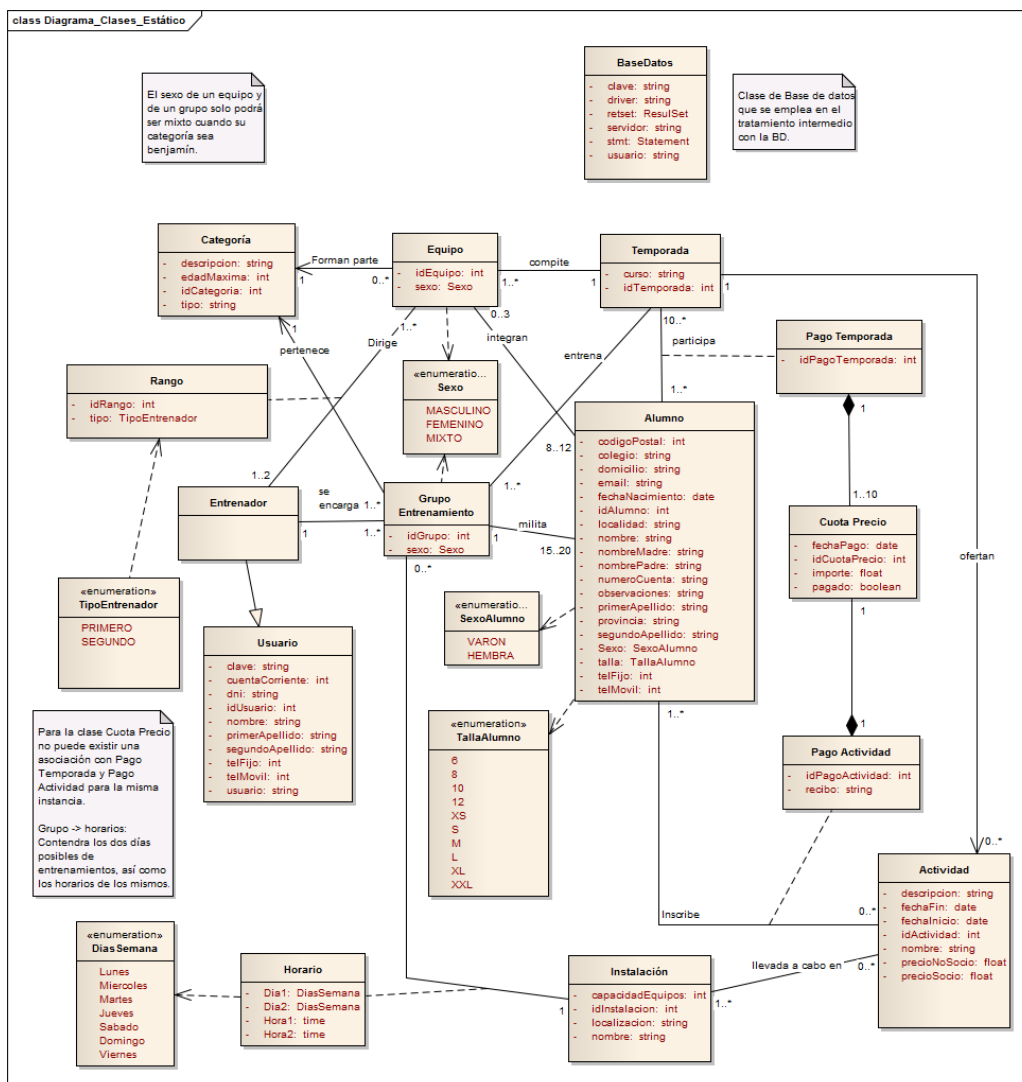 class Diagrama_Clases_Estático
El sexo de un equipo y
de un grupo solo podrá
ser mixto cuando su
categoría sea
benjamín.
BaseDatos
- clave: string
- driver: string
- retset: ResulSet
- servidor: string
- stmt: Statement
- usuario: string
Clase de Base de datos
que se emplea en el
tratamiento intermedio
con la BD.
Categoría
- descripcion: string
- edadMaxima: int
- idCategoria: int
- tipo: string
Forman parte
1
0..*
Equipo
- idEquipo: int
- sexo: Sexo
compite
1..*
1
Temporada
- curso: string
- idTemporada: int
1
1
pertenece
1..*
Dirige
0..3
integran
entrena
10..*
participa
1..*
Pago Temporada
- idPagoTemporada: int
1
Rango
- idRango: int
- tipo: TipoEntrenador
«enumeratio...
Sexo
MASCULINO
FEMENINO
MIXTO
8..12
Alumno
- codigoPostal: int
- colegio: string
- domicilio: string
- email: string
- fechaNacimiento: date
- idAlumno: int
- localidad: string
- nombre: string
- nombreMadre: string
- nombrePadre: string
- numeroCuenta: string
- observaciones: string
- primerApellido: string
- provincia: string
- segundoApellido: string
- Sexo: SexoAlumno
- talla: TallaAlumno
- telFijo: int
- telMovil: int
1..2
Entrenador
se
encarga
1..*
1
1..*
Grupo
Entrenamiento
- idGrupo: int
- sexo: Sexo
1..*
1
milita
15..20
0..*
1..10
Cuota Precio
- fechaPago: date
- idCuotaPrecio: int
- importe: float
- pagado: boolean
1
ofertan
«enumeration»
TipoEntrenador
PRIMERO
SEGUNDO
«enumeratio...
SexoAlumno
VARON
HEMBRA
Usuario
- clave: string
- cuentaCorriente: int
- dni: string
- idUsuario: int
- nombre: string
- primerApellido: string
- segundoApellido: string
- telFijo: int
- telMovil: int
- usuario: string
Para la clase Cuota Precio
no puede existir una
asociación con Pago
Temporada y Pago
Actividad para la misma
instancia.
Grupo -> horarios:
Contendra los dos días
posibles de
entrenamientos, así como
los horarios de los mismos.
«enumeration»
TallaAlumno
6
8
10
12
XS
S
M
L
XL
XXL
1..*
1
Pago Actividad
- idPagoActividad: int
- recibo: string
0..*
Inscribe
0..*
Actividad
- descripcion: string
- fechaFin: date
- fechaInicio: date
- idActividad: int
- nombre: string
- precioNoSocio: float
- precioSocio: float
«enumeration»
DiasSemana
Lunes
Miercoles
Martes
Jueves
Sabado
Domingo
Viernes
Horario
- Dia1: DiasSemana
- Dia2: DiasSemana
- Hora1: time
- Hora2: time
1
Instalación
- capacidadEquipos: int
- idInstalacion: int
- localizacion: string
- nombre: string
llevada a cabo en
0..*
1..*